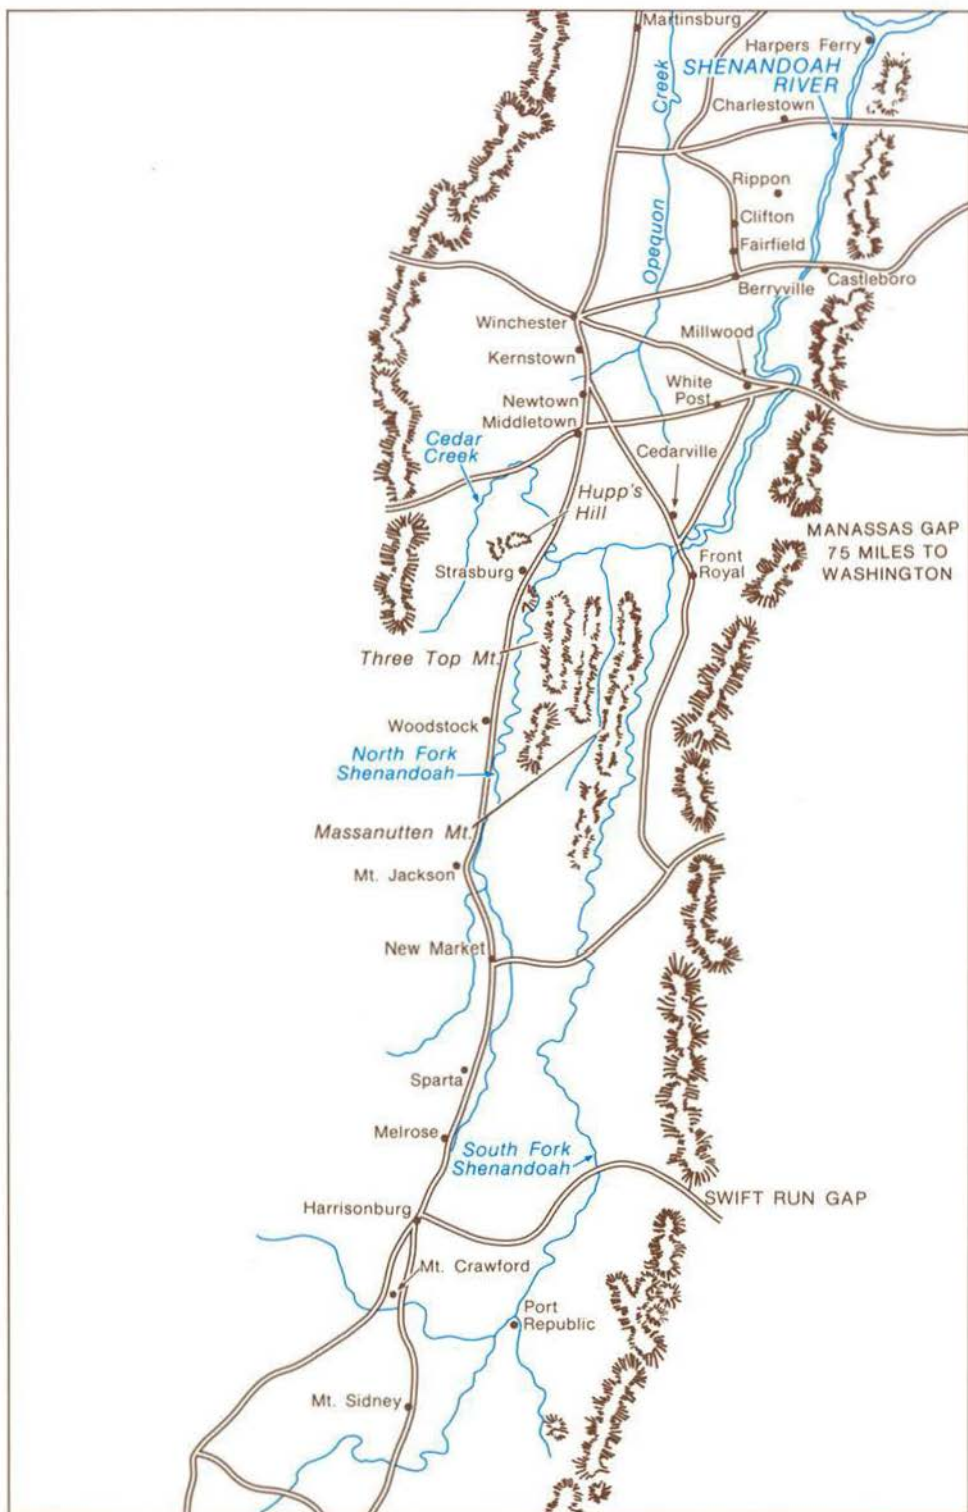 Martinsburg
Harpers Ferry
SHENANDOAH
RIVER
Creek
Charlestown
Rippon
Clifton
Opequon
Fairfield
Berryville
Castleboro
Winchester
Millwood
Kernstown
White
Post
Newtown
Middletown
Cedar
Creek
Cedarville
Hupp's
Hill
MANASSAS GAP
75 MILES TO
WASHINGTON
Strasburg
Front
Royal
Three Top Mt.
Woodstock
North Fork
Shenandoah
Massanutten Mt.
Mt. Jackson
New Market
Sparta
Melrose
South Fork
Shenandoah
SWIFT RUN GAP
Harrisonburg
Mt. Crawford
Port
Republic
Mt. Sidney